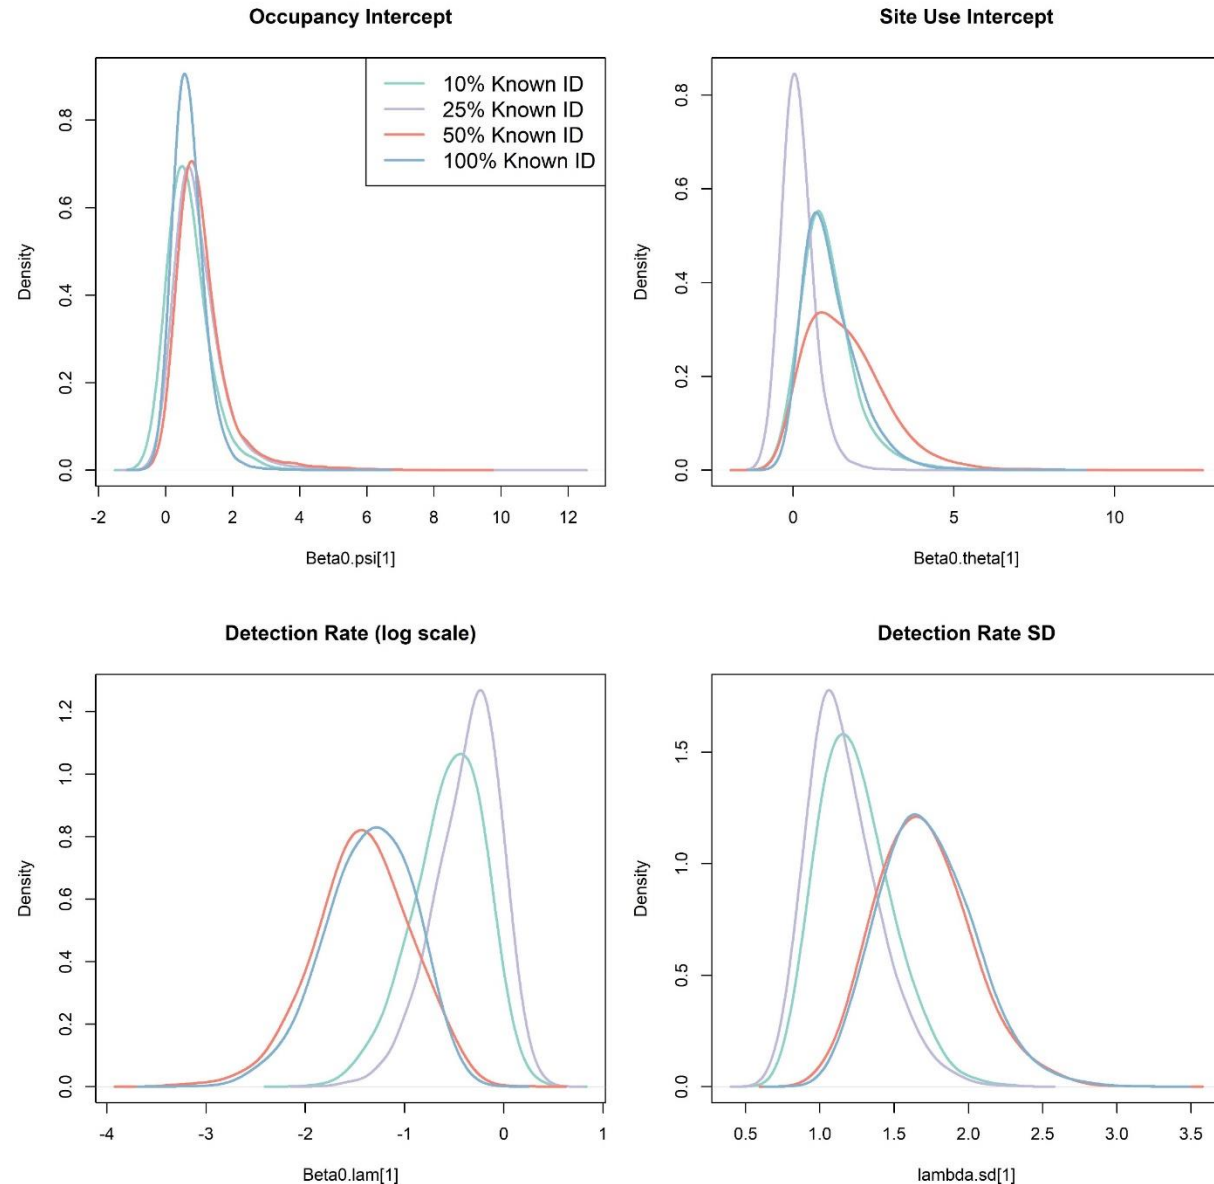 Occupancy Intercept
Density
0.0 0.2 0.4 0.6 0.8
10% Known ID
25% Known ID
50% Known ID
100% Known ID
-2 0 2 4 6 8 10 12
Beta0.psi[1]
Site Use Intercept
Density
0.0 0.2 0.4 0.6 0.8
0 5 10
Beta0.theta[1]
Detection Rate (log scale)
Density
0.0 0.2 0.4 0.6 0.8 1.0 1.2
-4 -3 -2 -1 0 1
Beta0.lam[1]
Detection Rate SD
Density
0.0 0.5 1.0 1.5
0.5 1.0 1.5 2.0 2.5 3.0 3.5
lambda.sd[1]